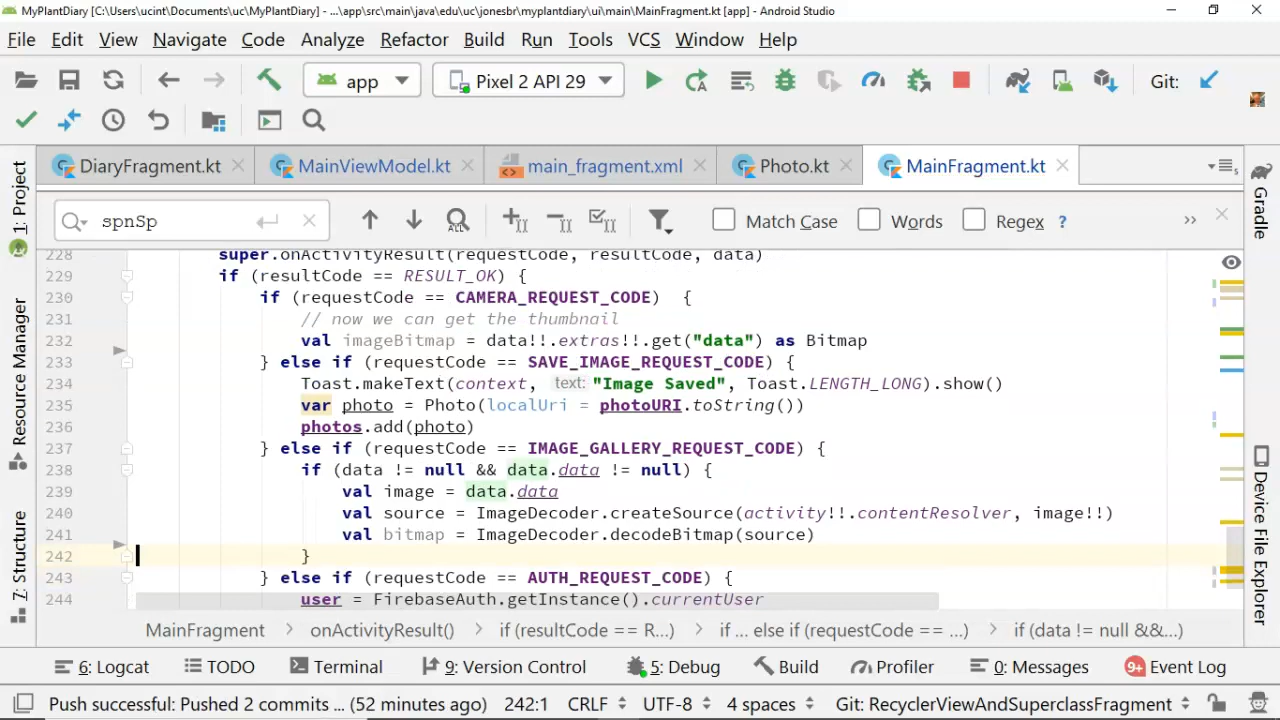 MyPlantDiary [C:\Users\ucint\Documents\uc\MyPlantDiary] - ...\app\src\main\java\edu\uc\jonesbr\myplantdiary\ui\main\MainFragment.kt [app] - Android Studio
File Edit View Navigate Code Analyze Refactor Build Run Tools VCS Window Help
app Pixel 2 API 29 Git:
DiaryFragment.kt MainViewModel.kt main_fragment.xml Photo.kt MainFragment.kt
spnSp Match Case Words Regex ? >>
228 super.onActivityResult(requestCode, resultCode, data)
229 if (resultCode == RESULT_OK) {
230 if (requestCode == CAMERA_REQUEST_CODE) {
231 // now we can get the thumbnail
232 val imageBitmap = data!!.extras!!.get("data") as Bitmap
233 } else if (requestCode == SAVE_IMAGE_REQUEST_CODE) {
234 Toast.makeText(context, text: "Image Saved", Toast.LENGTH_LONG).show()
235 var photo = Photo(localUri = photoURI.toString())
236 photos.add(photo)
237 } else if (requestCode == IMAGE_GALLERY_REQUEST_CODE) {
238 if (data != null && data.data != null) {
239 val image = data.data
240 val source = ImageDecoder.createSource(activity!!.contentResolver, image!!)
241 val bitmap = ImageDecoder.decodeBitmap(source)
242 }
243 } else if (requestCode == AUTH_REQUEST_CODE) {
244 user = FirebaseAuth.getInstance().currentUser
MainFragment > onActivityResult() > if (resultCode == R...) > if ... else if (requestCode == ...) > if (data != null &&...)
6: Logcat TODO Terminal 9: Version Control 5: Debug Build Profiler 0: Messages 9+ Event Log
Push successful: Pushed 2 commits (52 minutes ago) 242:1 CRLF UTF-8 4 spaces Git: RecyclerViewAndSuperclassFragment
1: Project
Resource Manager
7: Structure
Gradle
Device File Explorer